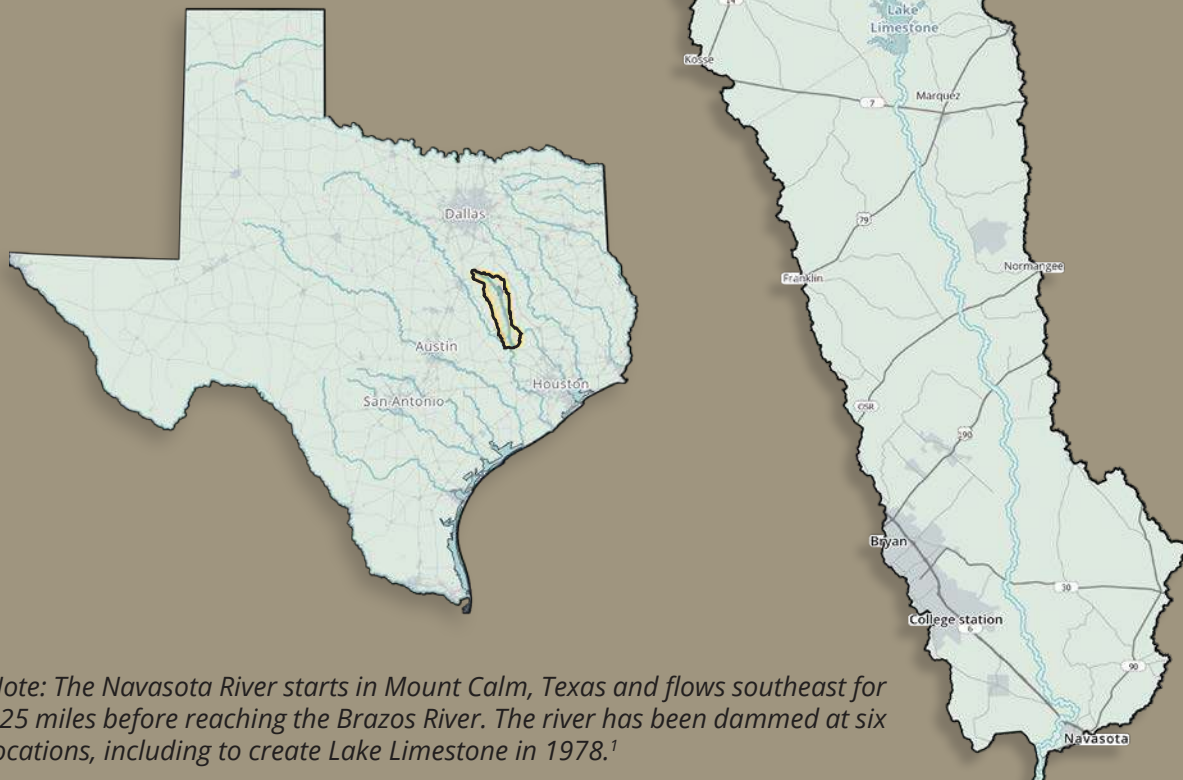 Dallas
Austin
San Antonio
Houston
14
Lake
Limestone
Kosse
7
Marquez
79
Franklin
Normangee
OSR
190
Bryan
30
College station
6
90
Navasota
ote: The Navasota River starts in Mount Calm, Texas and flows southeast for
25 miles before reaching the Brazos River. The river has been dammed at six
ocations, including to create Lake Limestone in 1978.1